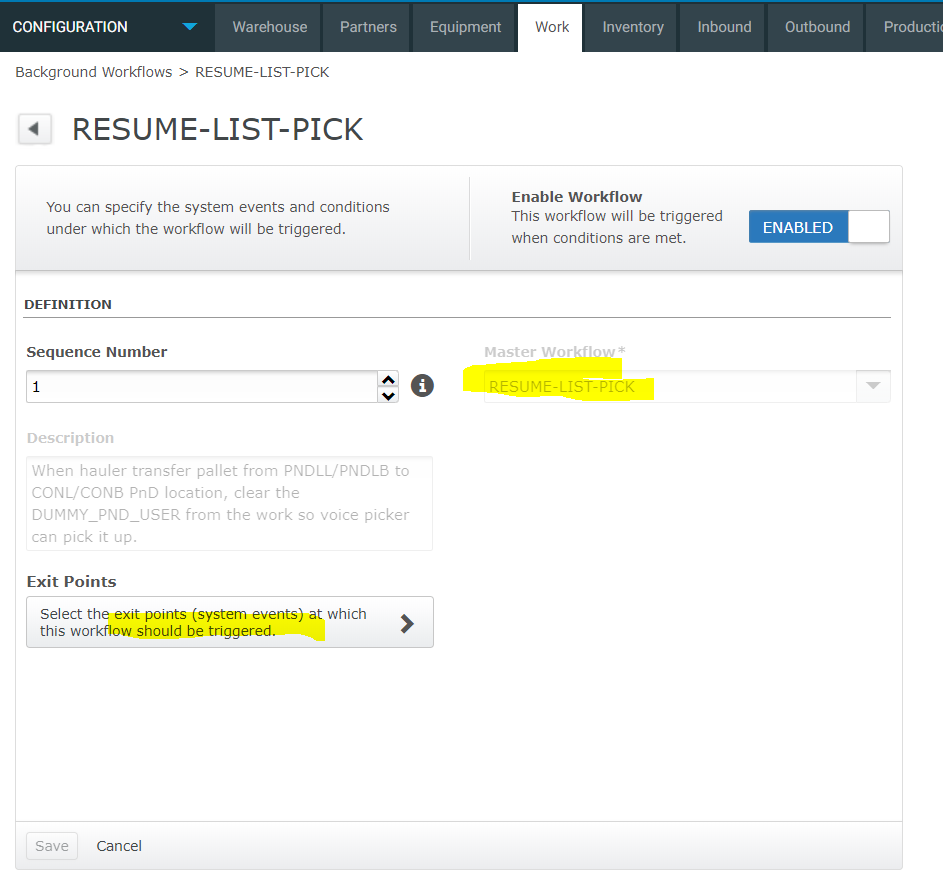 CONFIGURATION Warehouse Partners Equipment Work Inventory Inbound Outbound
Background Workflows > RESUME-LIST-PICK
RESUME-LIST-PICK
You can specify the system events and conditions
under which the workflow will be triggered.
Enable Workflow
This workflow will be triggered
when conditions are met.
ENABLED
DEFINITION
Sequence Number
1
Master Workflow*
RESUME-LIST-PICK
Description
When hauler transfer pallet from PNDLL/PNDLB to
CONL/CONB PnD location, clear the
DUMMY_PND_USER from the work so voice picker
can pick it up.
Exit Points
Select the exit points (system events) at which
this workflow should be triggered.
Save Cancel